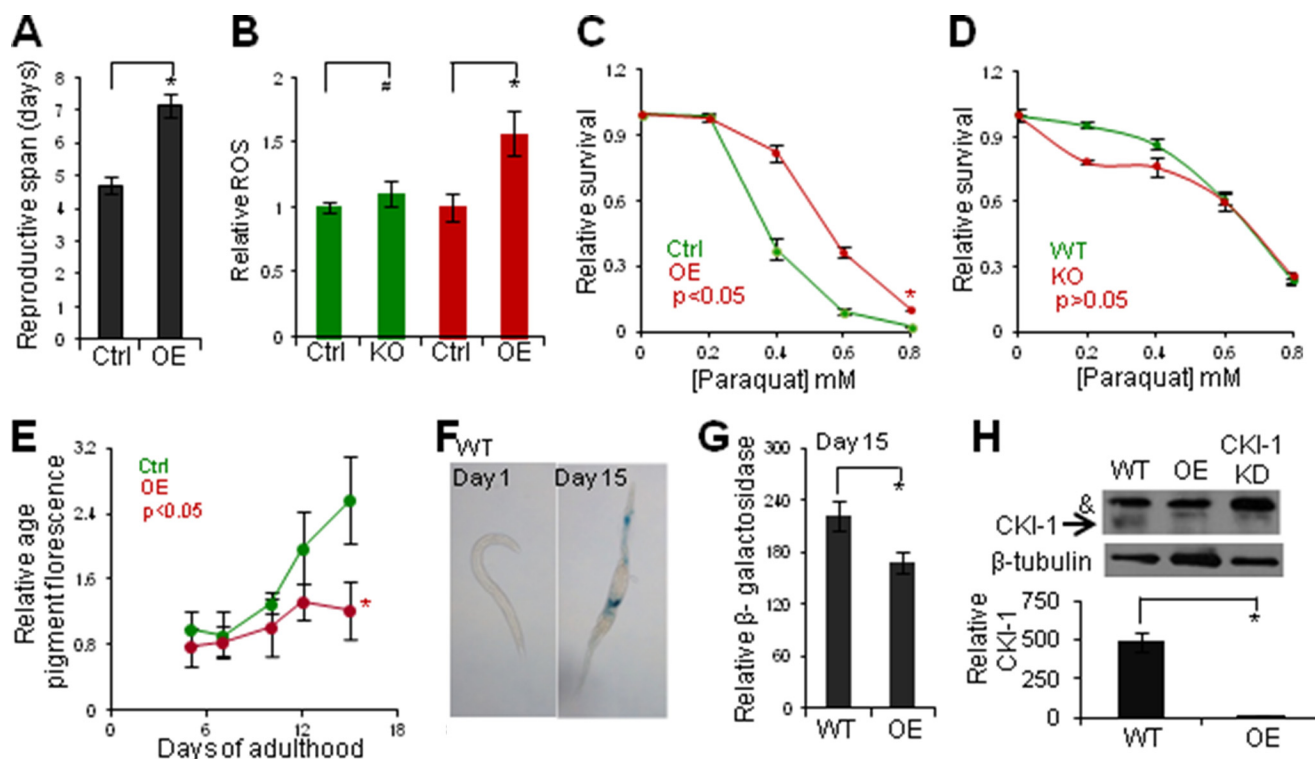 A
Reproductive span (days)
8
7
6
5
4
3
2
1
0
*
Ctrl OE
B
Relative ROS
2
1.5
1
0.5
0
#
*
Ctrl KO Ctrl OE
C
Relative survival
1.2
0.9
0.6
0.3
0
Ctrl
OE
p<0.05
*
0 0.2 0.4 0.6 0.8
[Paraquat] mM
D
Relative survival
1.2
0.9
0.6
0.3
0
WT
KO
p>0.05
0 0.2 0.4 0.6 0.8
[Paraquat] mM
E
Relative age
pigment florescence
3.2
2.4
1.6
0.8
0
Ctrl
OE
p<0.05
*
0 6 12 18
Days of adulthood
F
WT
Day 1 Day 15
G
Relative β- galactosidase
300
240
180
120
60
0
Day 15
*
WT OE
H
WT OE CKI-1
KD
&
CKI-1
β-tubulin
Relative
CKI-1
750
500
250
0
*
WT OE